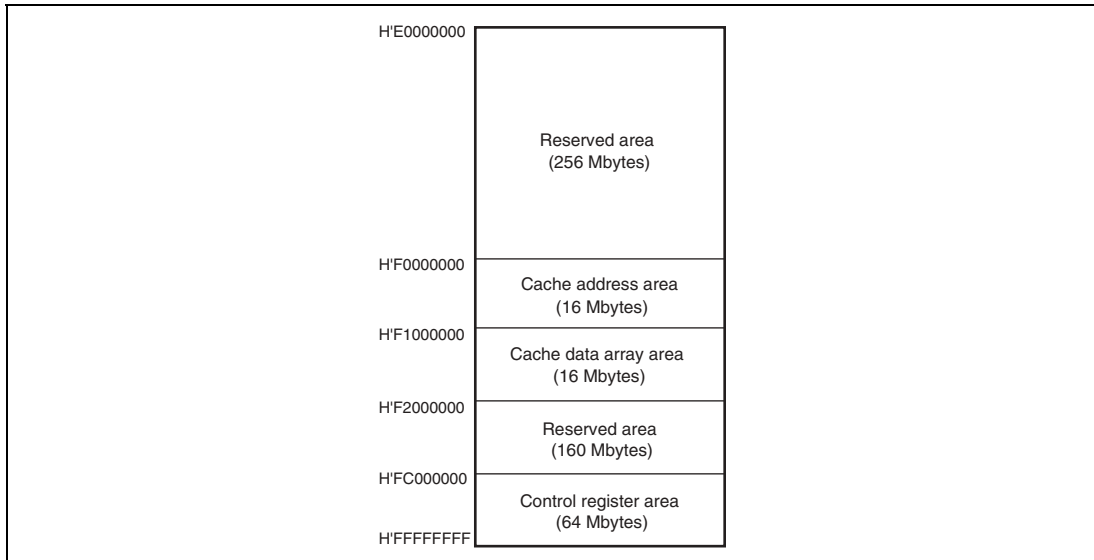 H'E0000000
Reserved area
(256 Mbytes)
H'F0000000
Cache address area
(16 Mbytes)
H'F1000000
Cache data array area
(16 Mbytes)
H'F2000000
Reserved area
(160 Mbytes)
H'FC000000
Control register area
(64 Mbytes)
H'FFFFFFFF